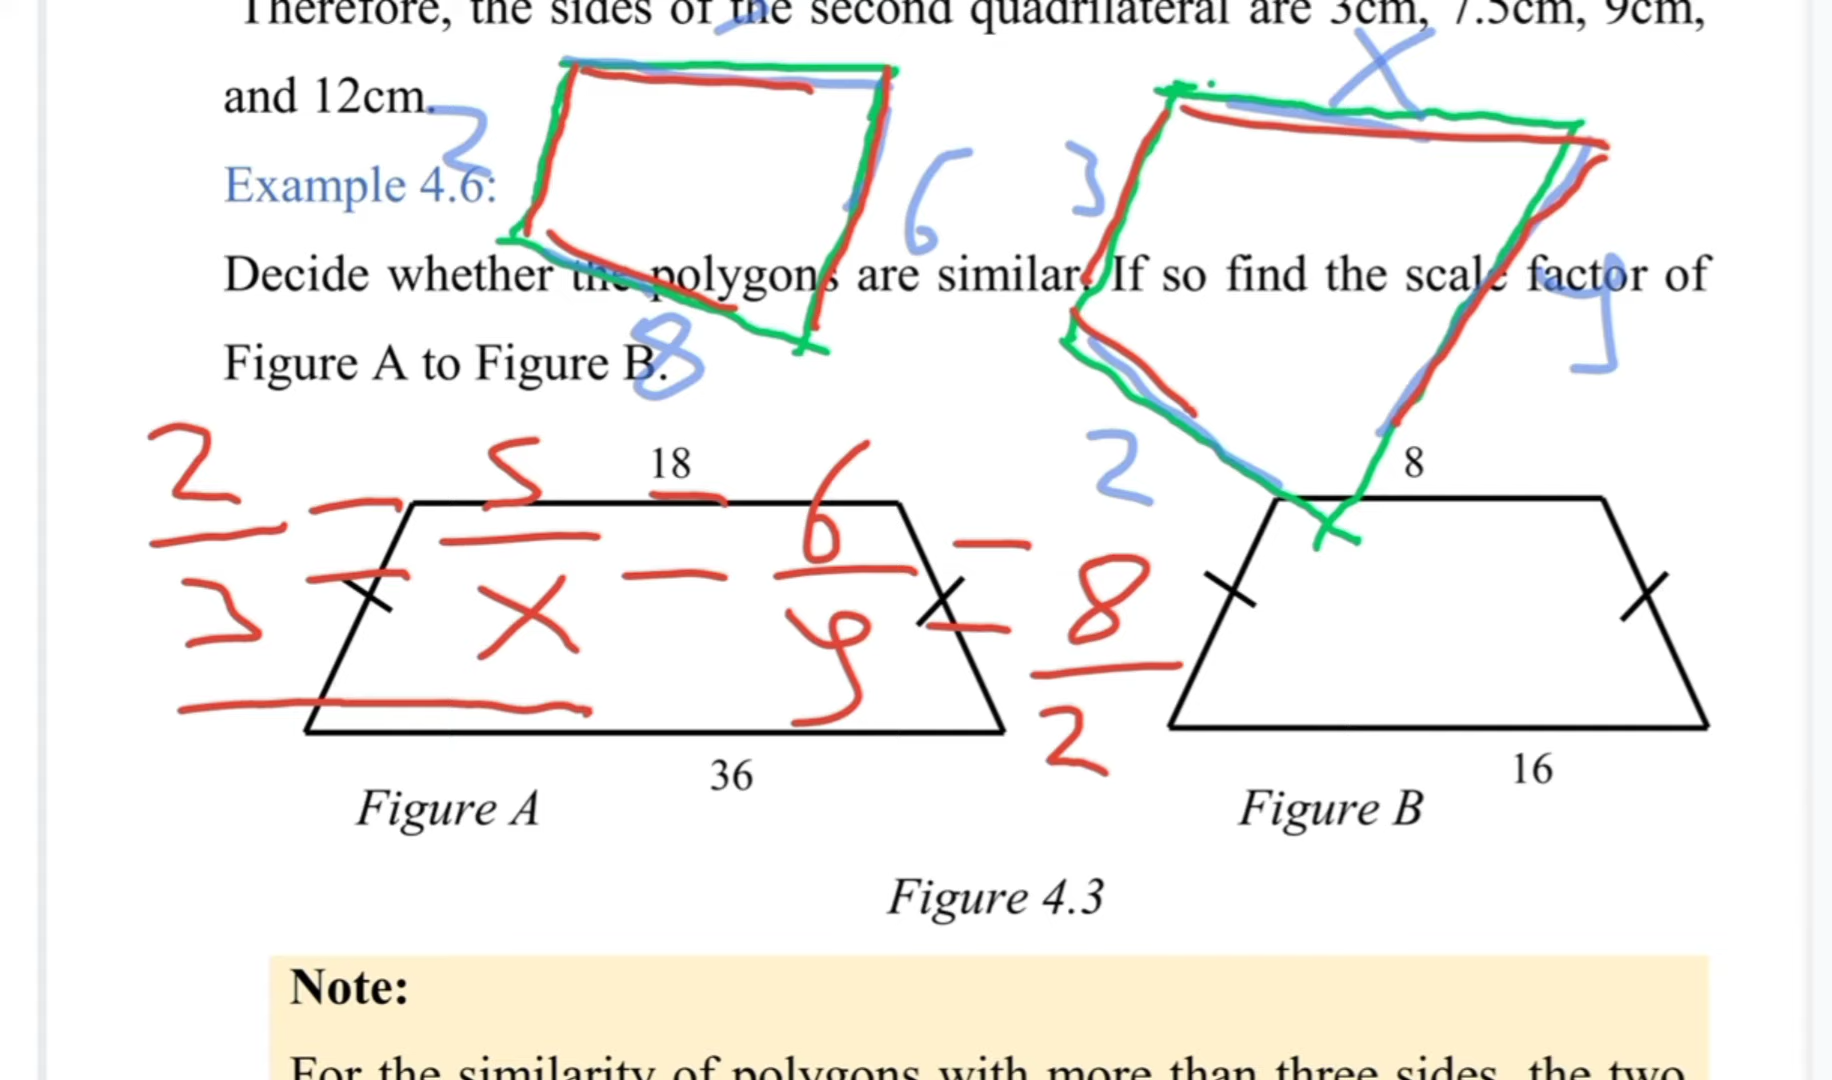 Therefore, the sides of the second quadrilateral are 3cm, 7.5cm, 9cm,
and 12cm.
2
x
3
6
Example 4.6:
Decide whether the polygons are similar. If so find the scale factor of
y
Figure A to Figure B.
8
2
18
8
2/3 = 5/x = 6/y = 8/2
36
16
Figure A
Figure B
Figure 4.3
Note:
For the similarity of polygons with more than three sides, the two